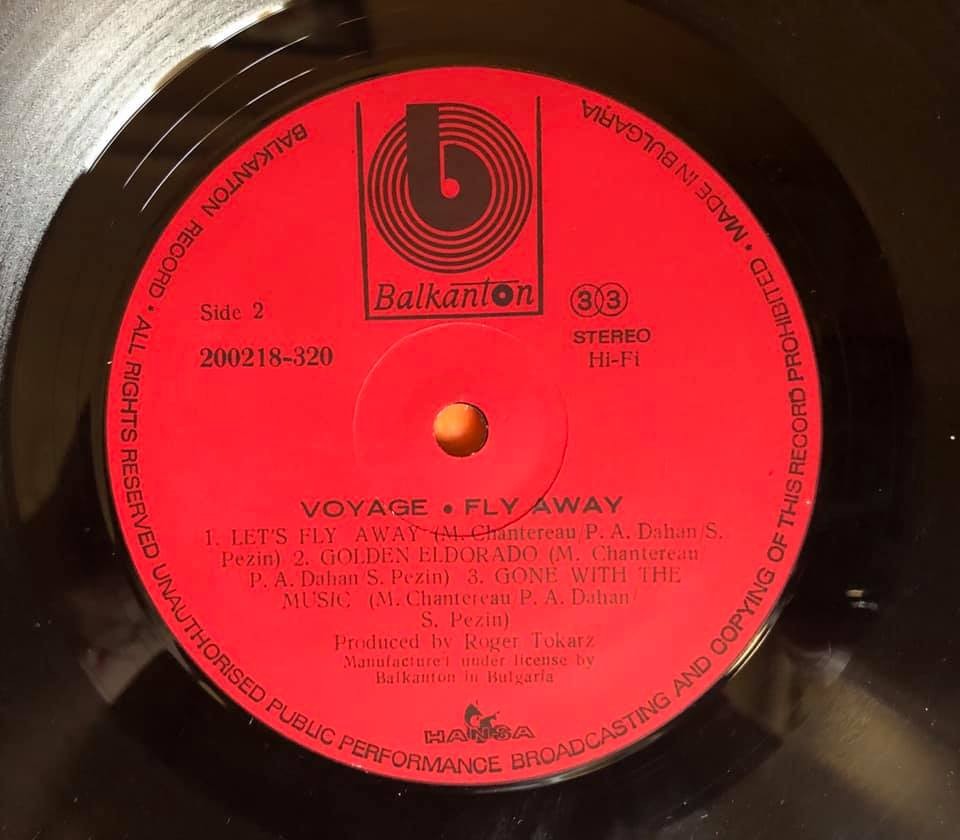 BALKANTON RECORD • ALL RIGHTS RESERVED UNAUTHORISED PUBLIC PERFORMANCE BROADCASTING AND COPYING OF THIS RECORD PROHIBITED • MADE IN BULGARIA
b
Balkanton
Side 2
33
200218-320
STEREO
Hi-Fi
VOYAGE • FLY AWAY
1. LET'S FLY AWAY (M. Chantereau/P. A. Dahan/S.
Pezin) 2. GOLDEN ELDORADO (M. Chantereau/
P. A. Dahan/S. Pezin) 3. GONE WITH THE
MUSIC (M. Chantereau/P. A. Dahan/
S. Pezin)
Produced by Roger Tokarz
Manufacture1 under license by
Balkanton in Bulgaria
HANSA